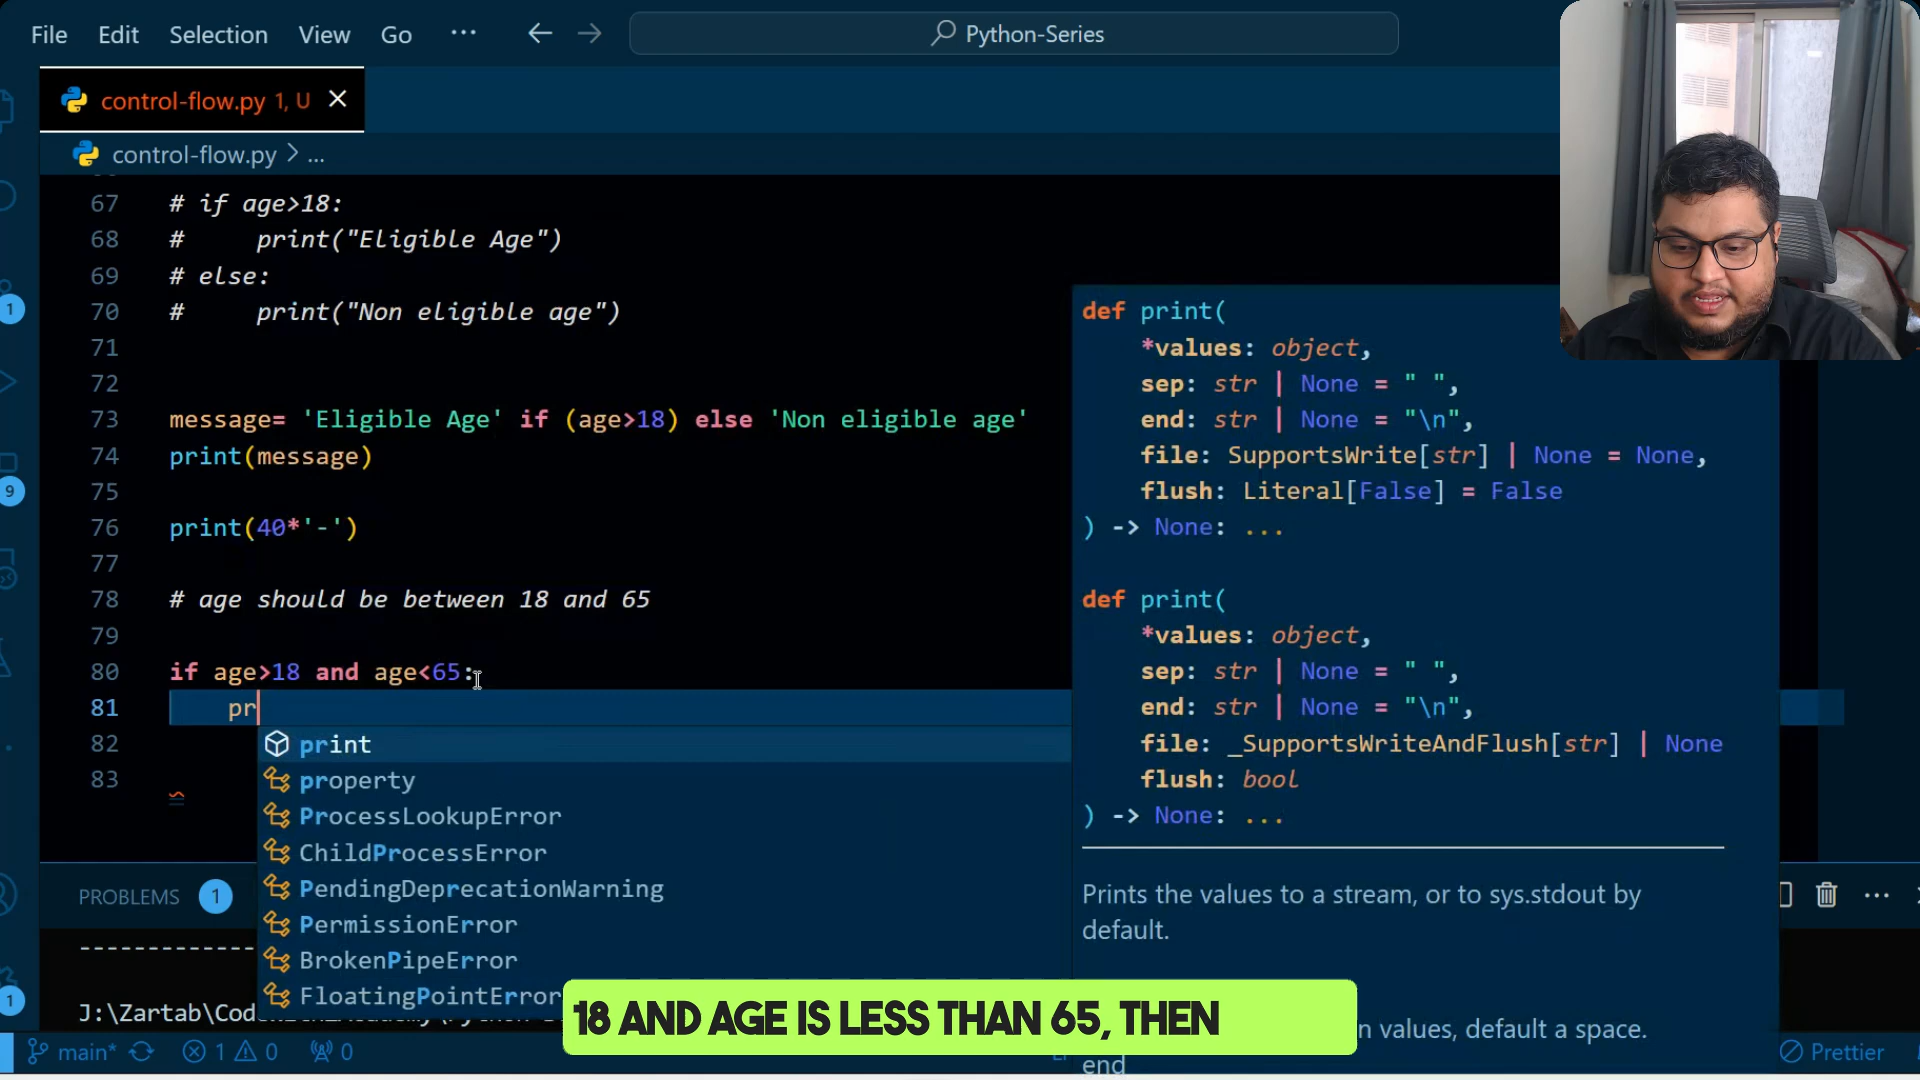 File Edit Selection View Go ... Python-Series
control-flow.py 1, U
control-flow.py > ...
67 # if age>18:
68 #     print("Eligible Age")
69 # else:
70 #     print("Non eligible age")
71
72
73 message= 'Eligible Age' if (age>18) else 'Non eligible age'
74 print(message)
75
76 print(40*'-')
77
78 # age should be between 18 and 65
79
80 if age>18 and age<65:
81     pr
82
83
print
property
ProcessLookupError
ChildProcessError
PendingDeprecationWarning
PermissionError
BrokenPipeError
FloatingPointError
def print(
*values: object,
sep: str | None = " ",
end: str | None = "\n",
file: SupportsWrite[str] | None = None,
flush: Literal[False] = False
) -> None: ...
def print(
*values: object,
sep: str | None = " ",
end: str | None = "\n",
file: _SupportsWriteAndFlush[str] | None
flush: bool
) -> None: ...
Prints the values to a stream, or to sys.stdout by
default.
n values, default a space.
end
1
9
1
PROBLEMS 1
-------------
J:\Zartab\Cod
18 AND AGE IS LESS THAN 65, THEN
main* 1 0 0 Prettier